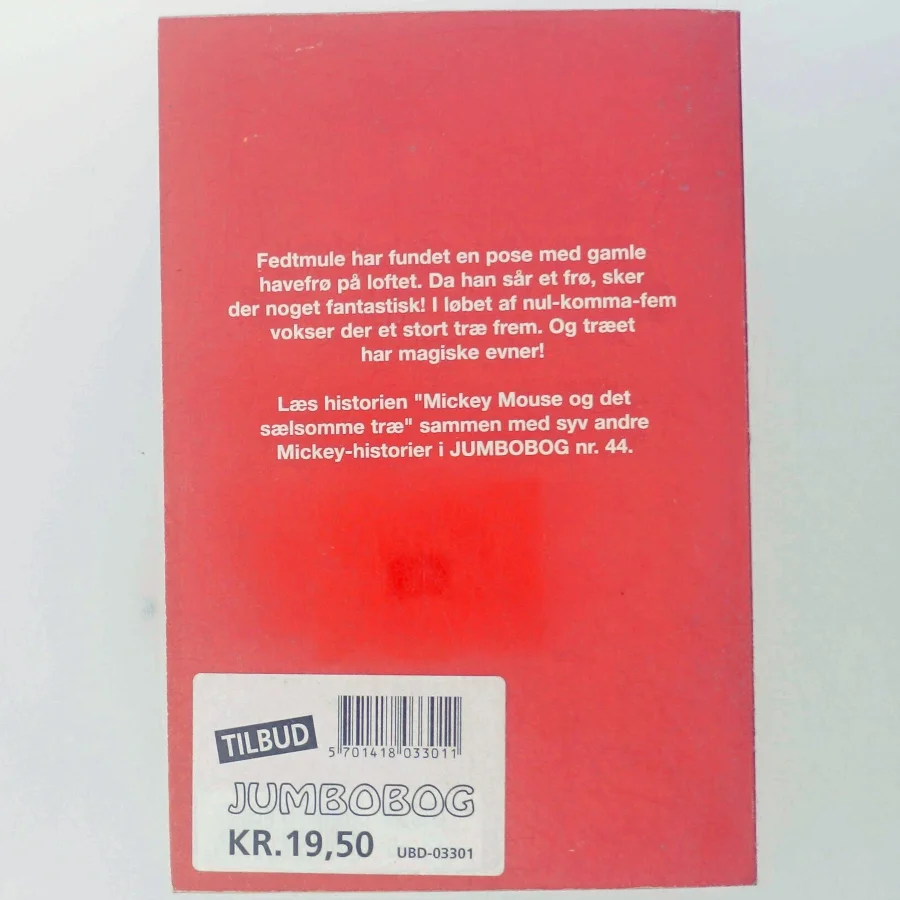 Fedtmule har fundet en pose med gamle
havefrø på loftet. Da han sår et frø, sker
der noget fantastisk! I løbet af nul-komma-fem
vokser der et stort træ frem. Og træet
har magiske evner!
Læs historien "Mickey Mouse og det
sælsomme træ" sammen med syv andre
Mickey-historier i JUMBOBOG nr. 44.
TILBUD
5 701418 033011
JUMBOBOG
KR.19,50 UBD-03301